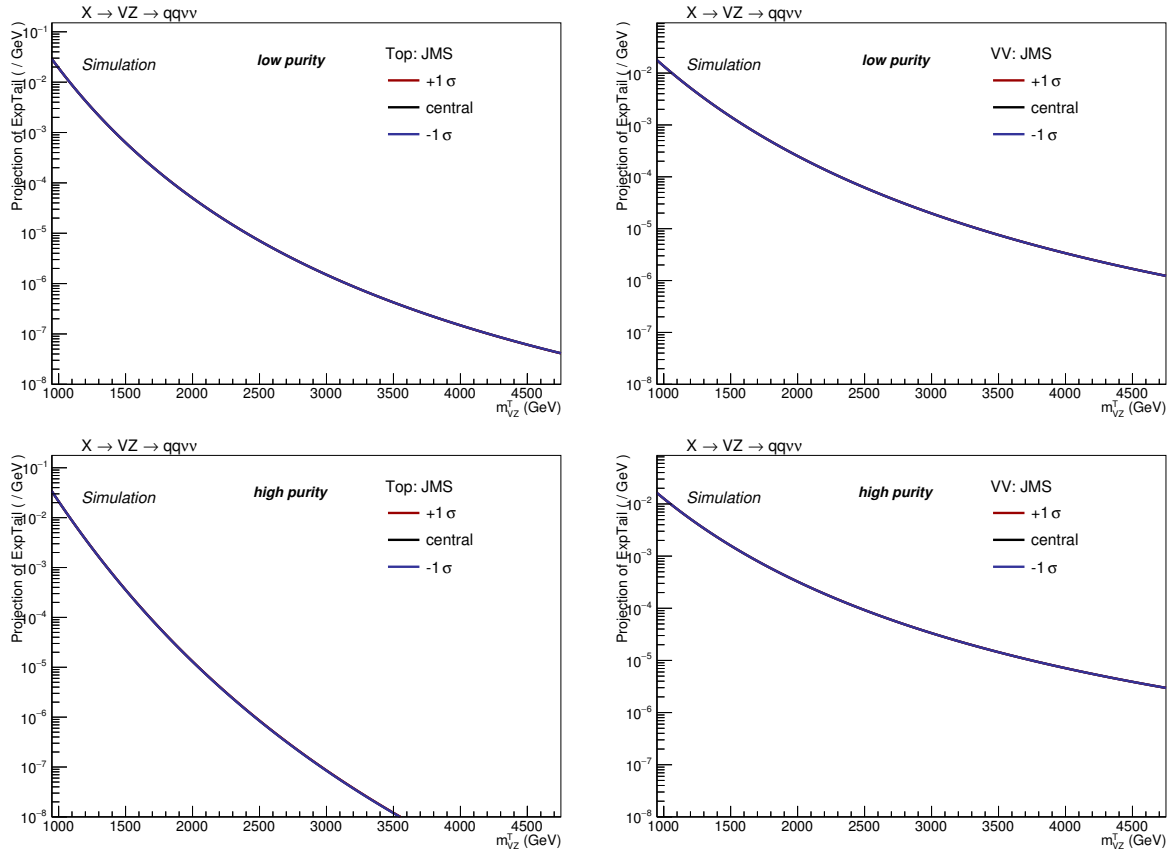 X → VZ → qqνν
Projection of ExpTail ( / GeV)
Simulation
low purity
Top: JMS
+1 σ
central
-1 σ
10⁻¹
10⁻²
10⁻³
10⁻⁴
10⁻⁵
10⁻⁶
10⁻⁷
10⁻⁸
1000 1500 2000 2500 3000 3500 4000 4500
m^T_VZ (GeV)
X → VZ → qqνν
Projection of ExpTail ( / GeV)
Simulation
low purity
VV: JMS
+1 σ
central
-1 σ
10⁻²
10⁻³
10⁻⁴
10⁻⁵
10⁻⁶
10⁻⁷
10⁻⁸
1000 1500 2000 2500 3000 3500 4000 4500
m^T_VZ (GeV)
X → VZ → qqνν
Projection of ExpTail ( / GeV)
Simulation
high purity
Top: JMS
+1 σ
central
-1 σ
10⁻¹
10⁻²
10⁻³
10⁻⁴
10⁻⁵
10⁻⁶
10⁻⁷
10⁻⁸
1000 1500 2000 2500 3000 3500 4000 4500
m^T_VZ (GeV)
X → VZ → qqνν
Projection of ExpTail ( / GeV)
Simulation
high purity
VV: JMS
+1 σ
central
-1 σ
10⁻²
10⁻³
10⁻⁴
10⁻⁵
10⁻⁶
10⁻⁷
10⁻⁸
1000 1500 2000 2500 3000 3500 4000 4500
m^T_VZ (GeV)